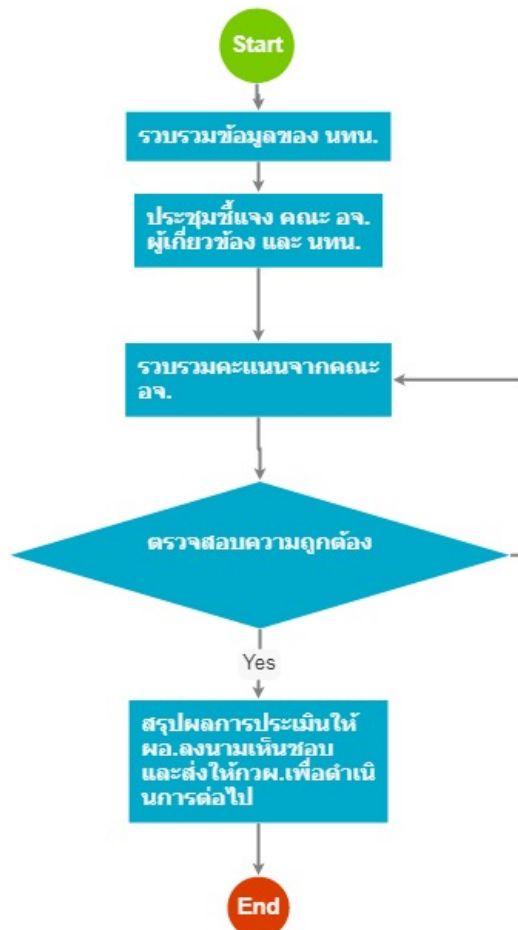 Start
รวบรวมข้อมูลของ นทน.
ประชุมชี้แจง คณะ อจ.
ผู้เกี่ยวข้อง และ นทน.
รวบรวมคะแนนจากคณะ
อจ.
ตรวจสอบความถูกต้อง
Yes
สรุปผลการประเมินให้
ผอ.ลงนามเห็นชอบ
และส่งให้กวผ.เพื่อดำเนิ
นการต่อไป
End